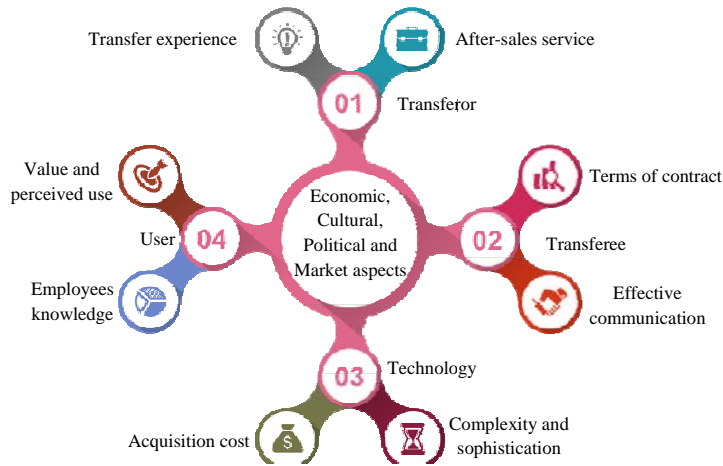 Transfer experience
After-sales service
01
Transferor
Value and
perceived use
Terms of contract
Economic,
Cultural,
Political and
Market aspects
User
04
02
Transferee
Employees
knowledge
Effective
communication
03
Technology
Acquisition cost
$
Complexity and
sophistication